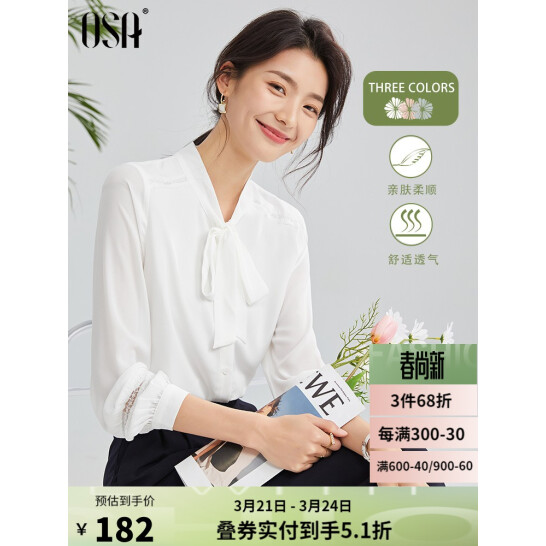 OSA®
THREE COLORS
亲肤柔顺
舒适透气
FASHIO
春尚新
3件68折
每满300-30
满600-40/900-60
WE
预估到手价
¥ 182
3月21日 - 3月24日
叠券实付到手5.1折